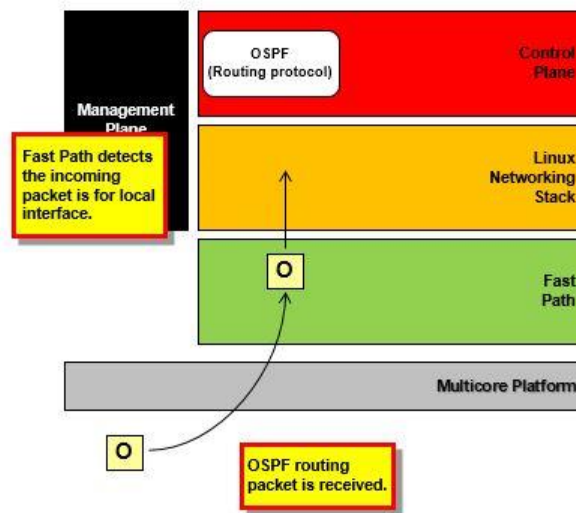 OSPF
(Routing protocol)
Control
Plane
Management
Plane
Fast Path detects
the incoming
packet is for local
interface.
Linux
Networking
Stack
O
Fast
Path
Multicore Platform
O
OSPF routing
packet is received.